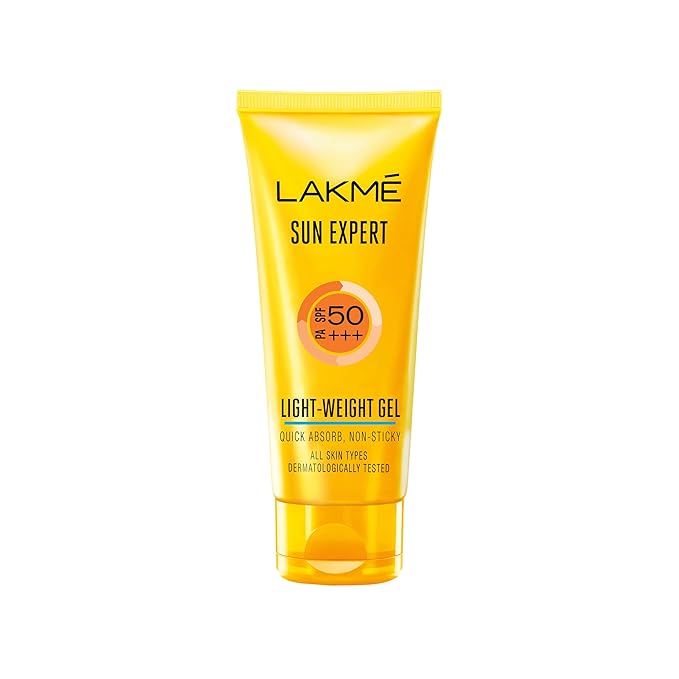 LAKMÉ
SUN EXPERT
SPF 50
PA +++
LIGHT-WEIGHT GEL
QUICK ABSORB, NON-STICKY
ALL SKIN TYPES
DERMATOLOGICALLY TESTED